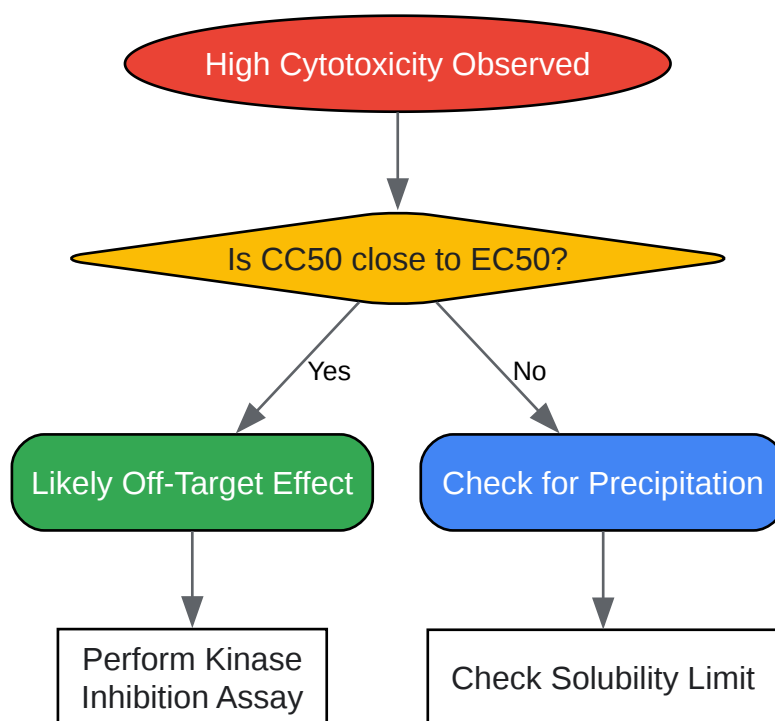 High Cytotoxicity Observed
Is CC50 close to EC50?
Yes
No
Likely Off-Target Effect
Check for Precipitation
Perform Kinase
Inhibition Assay
Check Solubility Limit